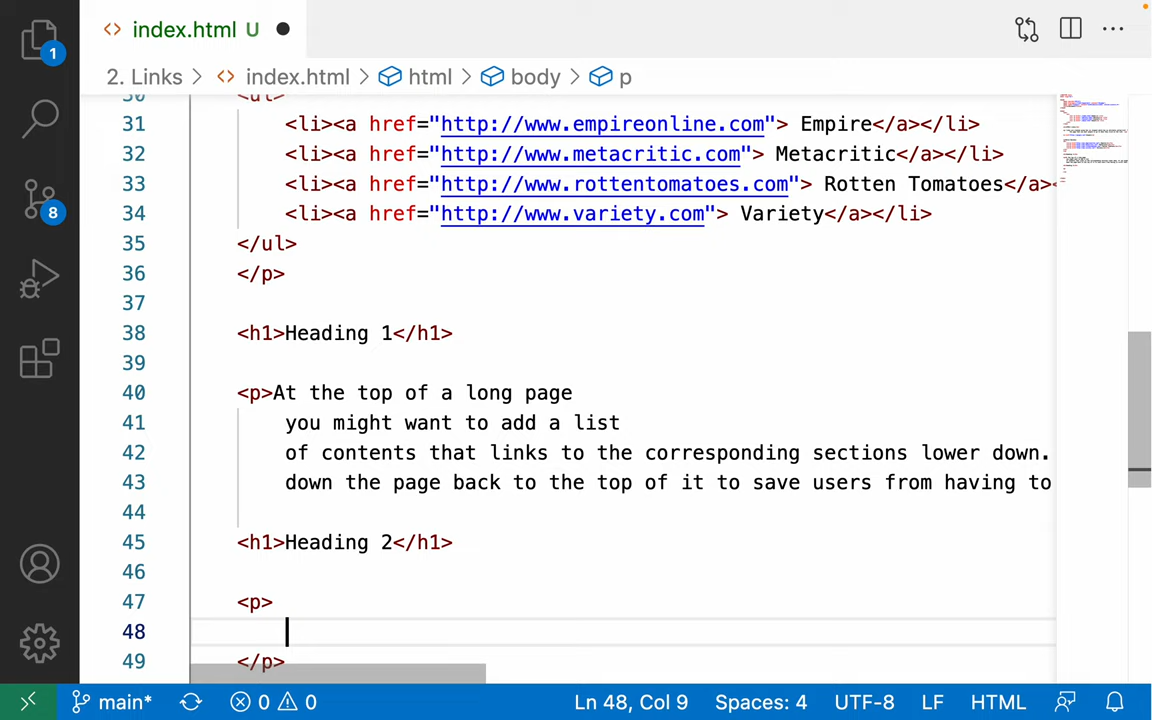 index.html U
1
2. Links > index.html > html > body > p
30 <ul>
31 <li><a href="http://www.empireonline.com"> Empire</a></li>
32 <li><a href="http://www.metacritic.com"> Metacritic</a></li>
33 <li><a href="http://www.rottentomatoes.com"> Rotten Tomatoes</a><
34 <li><a href="http://www.variety.com"> Variety</a></li>
8
35 </ul>
36 </p>
37
38 <h1>Heading 1</h1>
39
40 <p>At the top of a long page
41 you might want to add a list
42 of contents that links to the corresponding sections lower down.
43 down the page back to the top of it to save users from having to
44
45 <h1>Heading 2</h1>
46
47 <p>
48
49 </p>
main* 0 0 Ln 48, Col 9 Spaces: 4 UTF-8 LF HTML